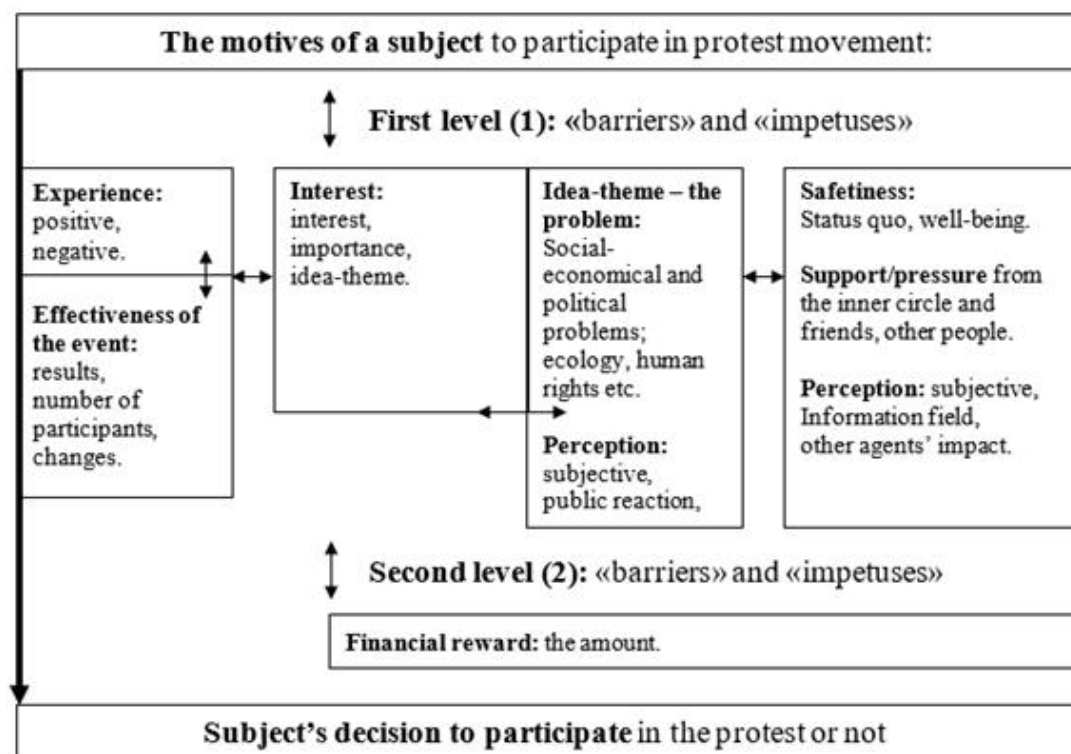 The motives of a subject to participate in protest movement:
First level (1): «barriers» and «impetuses»
Experience:
positive,
negative.
Effectiveness of
the event:
results,
number of
participants,
changes.
Interest:
interest,
importance,
idea-theme.
Idea-theme – the
problem:
Social-
economical and
political
problems;
ecology, human
rights etc.
Perception:
subjective,
public reaction,
Safetiness:
Status quo, well-being.
Support/pressure from
the inner circle and
friends, other people.
Perception: subjective,
Information field,
other agents’ impact.
Second level (2): «barriers» and «impetuses»
Financial reward: the amount.
Subject’s decision to participate in the protest or not